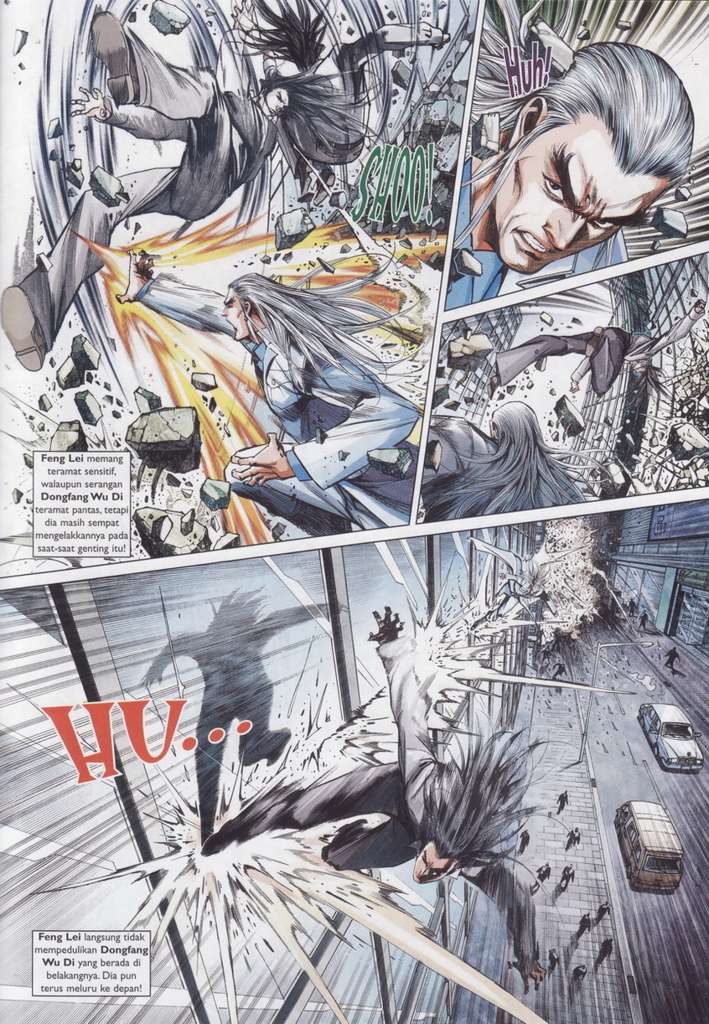 SHOO!
Huh!
Feng Lei memang
teramat sensitif,
walaupun serangan
Dongfang Wu Di
teramat pantas, tetapi
dia masih sempat
mengelakkannya pada
saat-saat genting itu!
HU...
Feng Lei langsung tidak
mempedulikan Dongfang
Wu Di yang berada di
belakangnya. Dia pun
terus meluru ke depan!